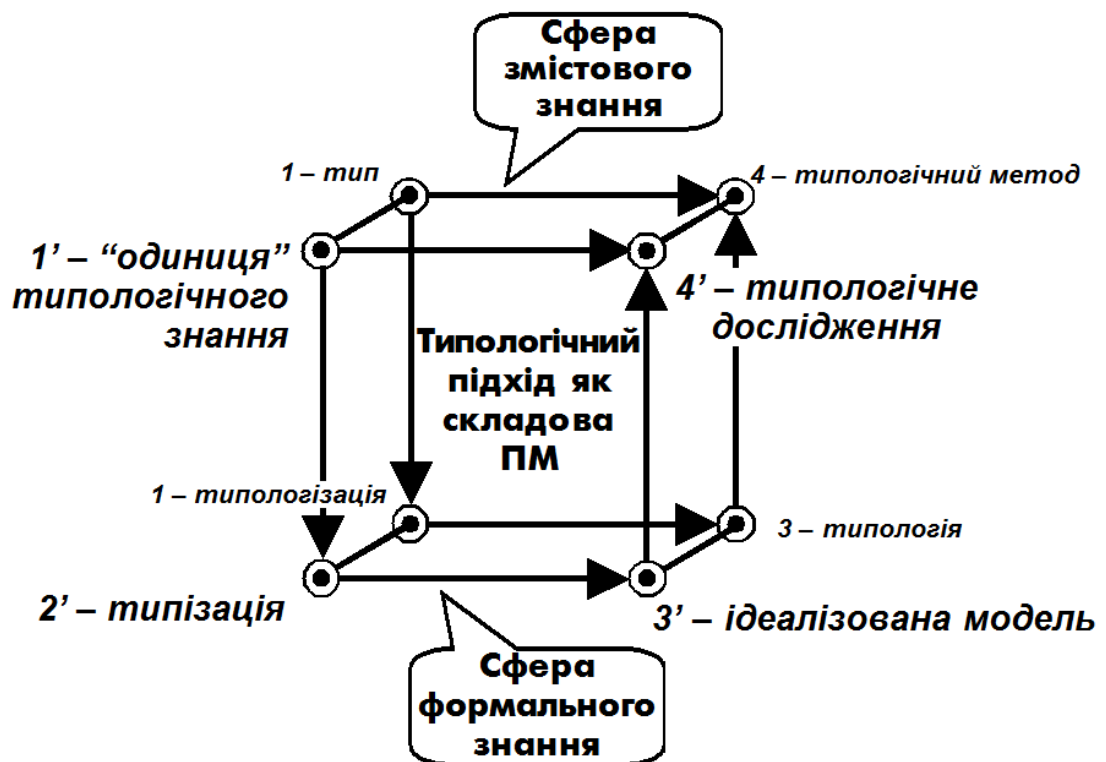 Сфера
змістового
знання
1 – тип
4 – типологічний метод
1’ – “одиниця”
типологічного
знання
4’ – типологічне
дослідження
Типологічний
підхід як
складова
ПМ
1 – типологізація
3 – типологія
2’ – типізація
3’ – ідеалізована модель
Сфера
формального
знання